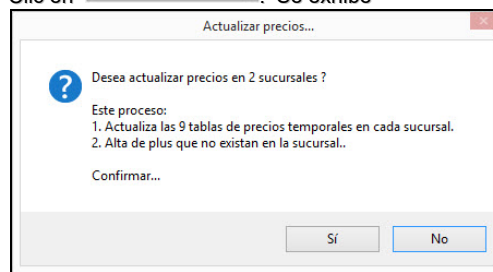 Actualizar precios...
Desea actualizar precios en 2 sucursales ?
Este proceso:
1. Actualiza las 9 tablas de precios temporales en cada sucursal.
2. Alta de plus que no existan en la sucursal..
Confirmar...
Sí
No